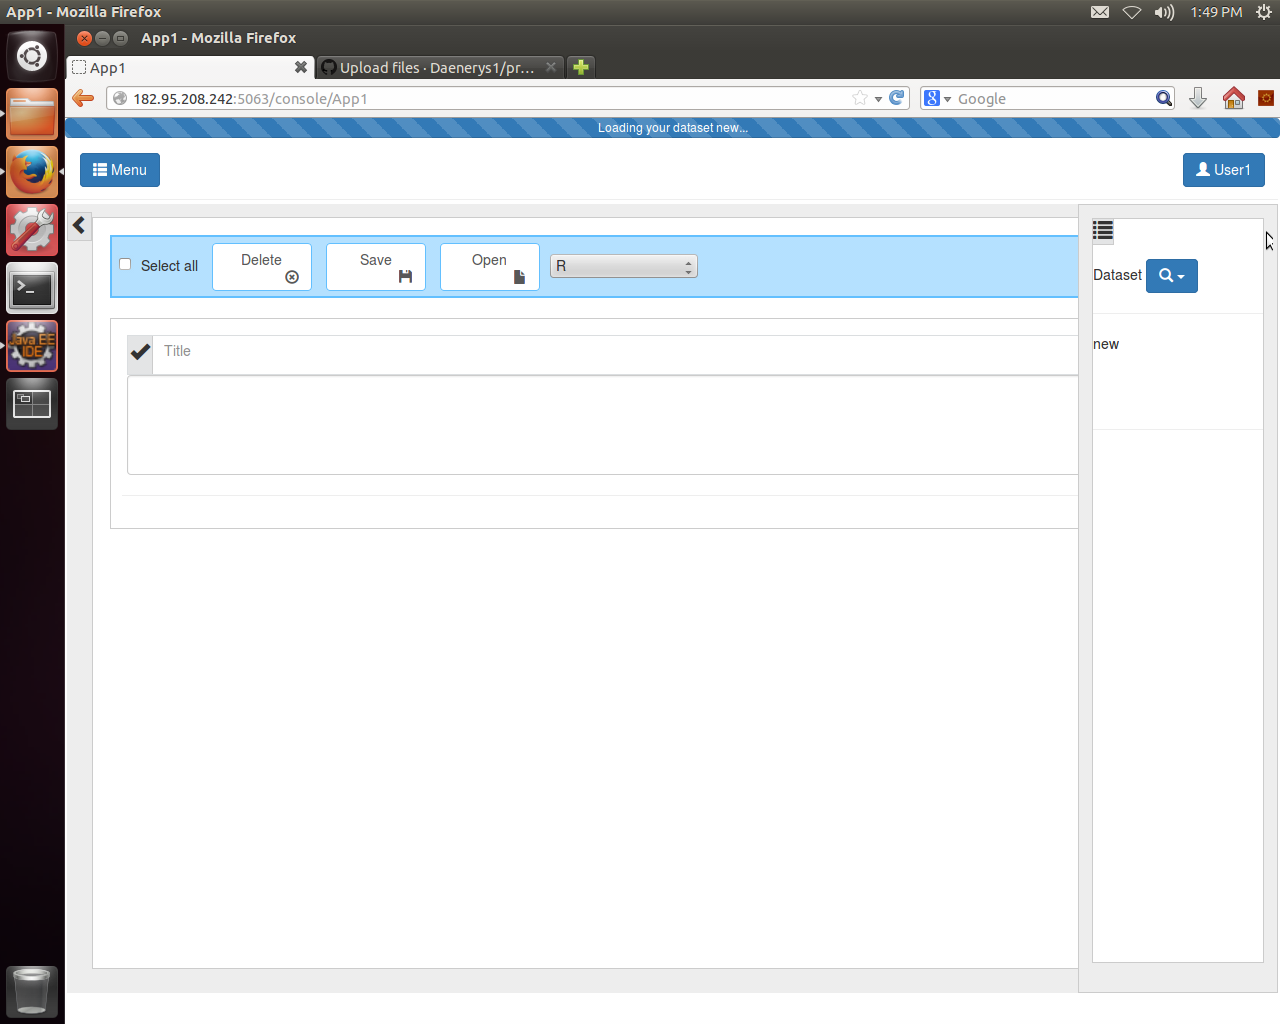 App1 - Mozilla Firefox
1:49 PM
App1 - Mozilla Firefox
App1
Upload files · Daenerys1/pr...
182.95.208.242:5063/console/App1
Google
Loading your dataset new...
Menu
User1
Select all
Delete
Save
Open
R
Dataset
Title
new
Java EE
IDE